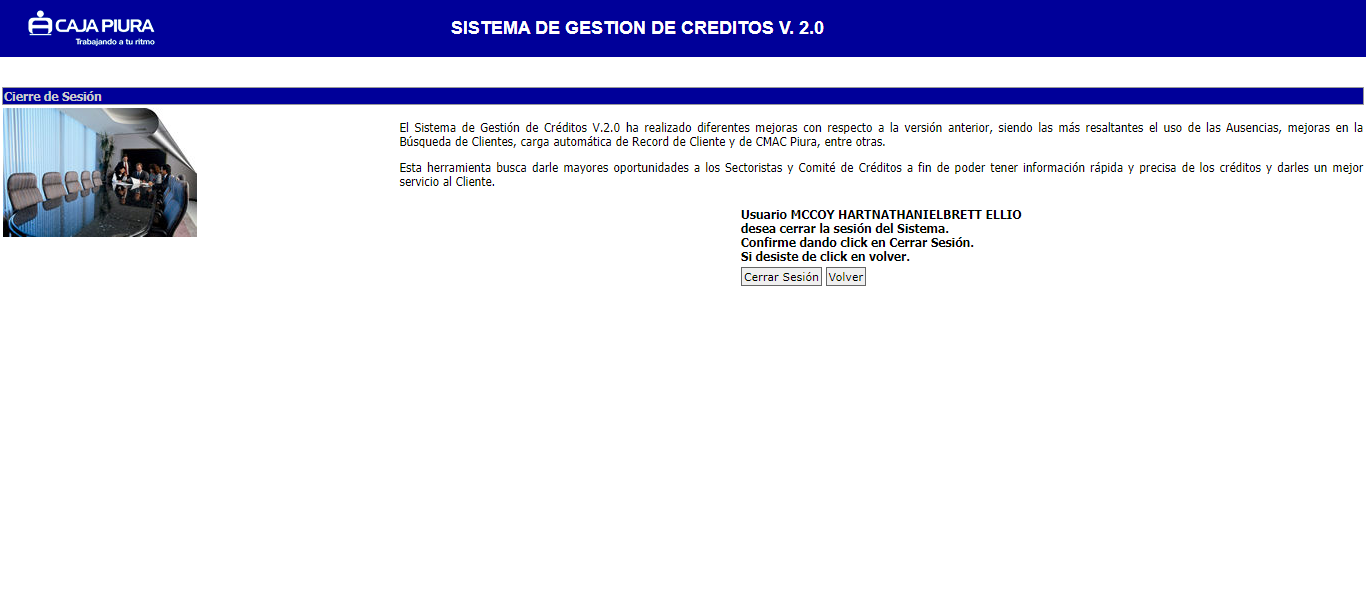 CAJA PIURA
Trabajando a tu ritmo
SISTEMA DE GESTION DE CREDITOS V. 2.0
Cierre de Sesión
El Sistema de Gestión de Créditos V.2.0 ha realizado diferentes mejoras con respecto a la versión anterior, siendo las más resaltantes el uso de las Ausencias, mejoras en la
Búsqueda de Clientes, carga automática de Record de Cliente y de CMAC Piura, entre otras.
Esta herramienta busca darle mayores oportunidades a los Sectoristas y Comité de Créditos a fin de poder tener información rápida y precisa de los créditos y darles un mejor
servicio al Cliente.
Usuario MCCOY HARTNATHANIELBRETT ELLIO
desea cerrar la sesión del Sistema.
Confirme dando click en Cerrar Sesión.
Si desiste de click en volver.
Cerrar Sesión Volver